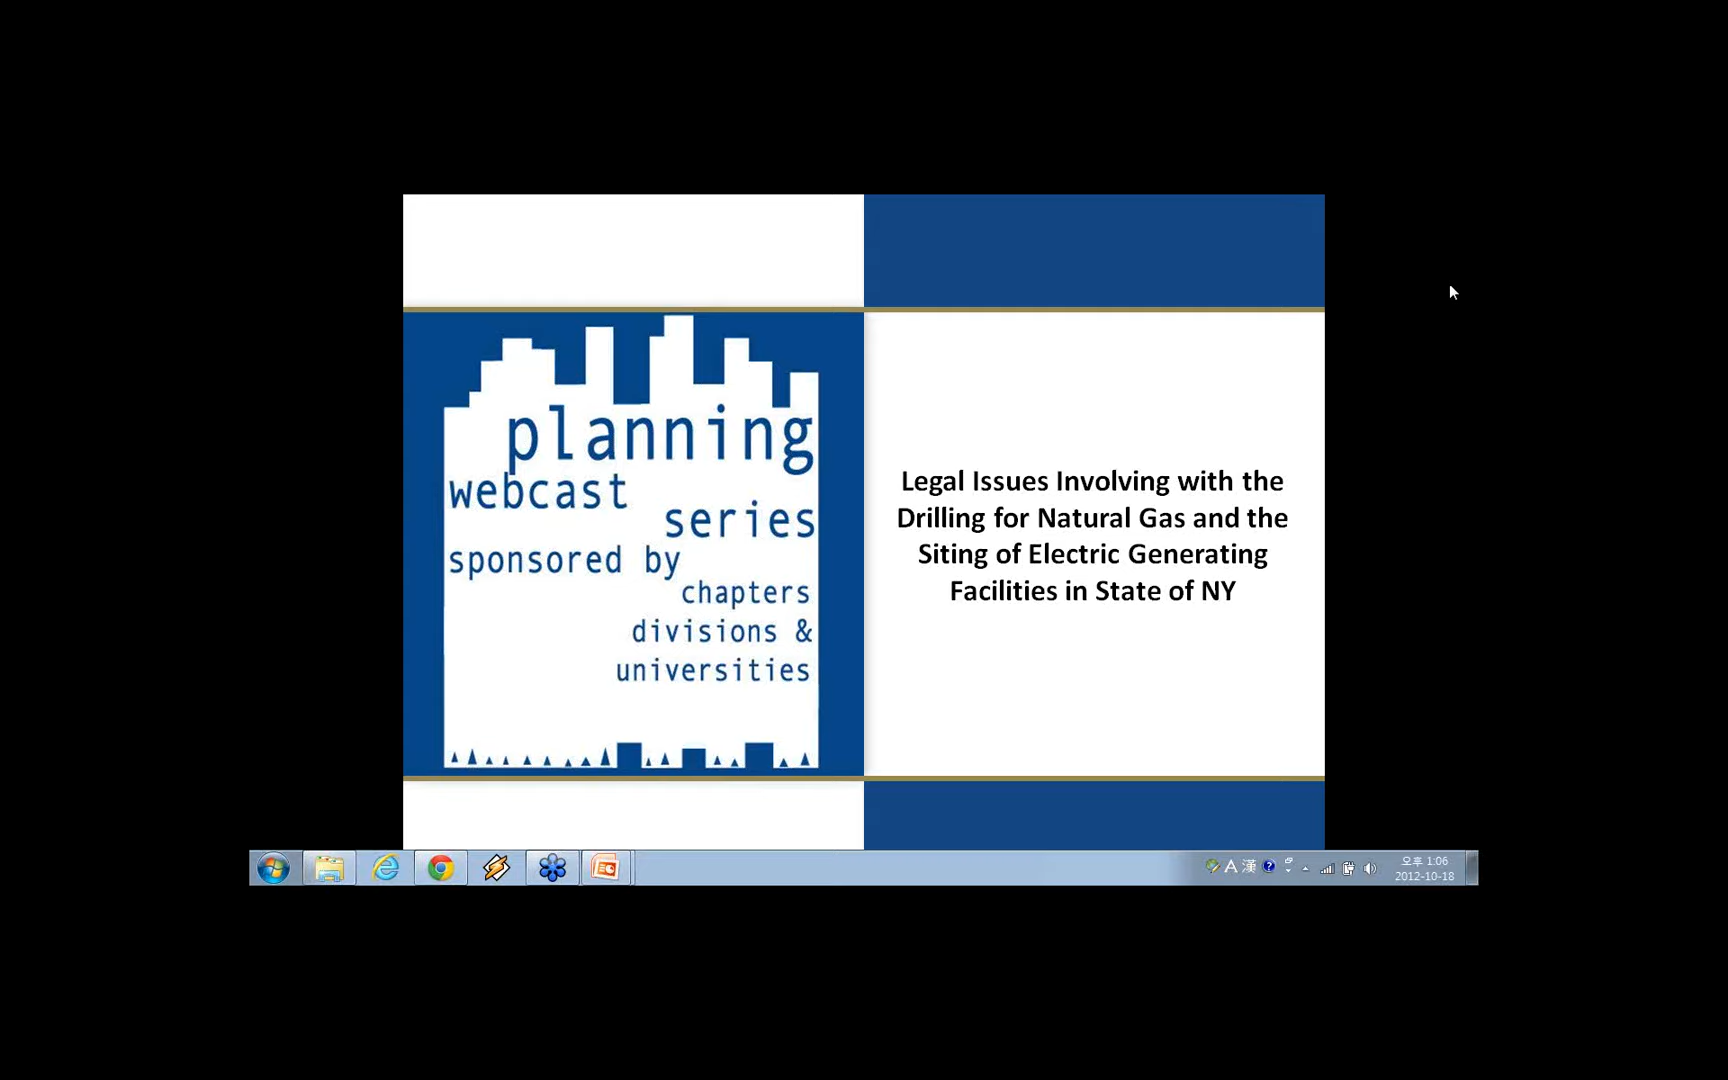 planning
webcast
series
sponsored by
chapters
divisions &
universities
Legal Issues Involving with the
Drilling for Natural Gas and the
Siting of Electric Generating
Facilities in State of NY
A 漢 ?
오후 1:06
2012-10-18